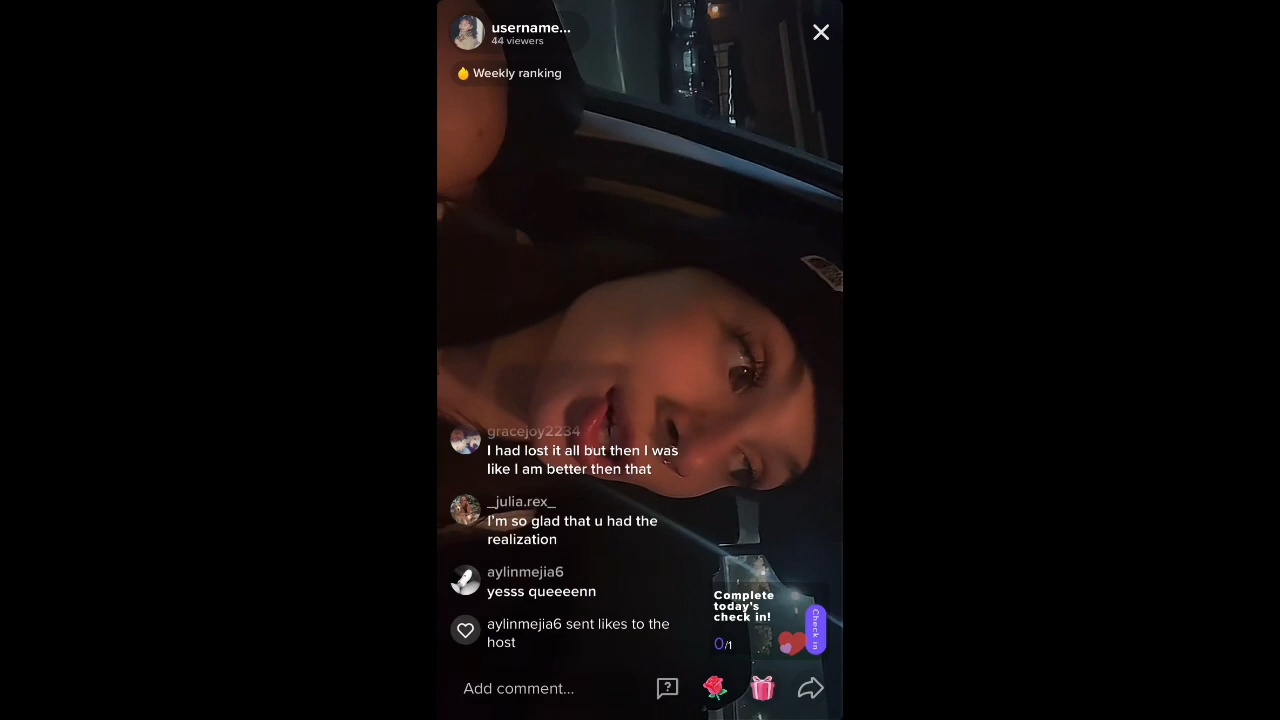 username...
44 viewers
Weekly ranking
gracejoy2234
I had lost it all but then I was
like I am better then that
_julia.rex_
I'm so glad that u had the
realization
aylinmejia6
yesss queeeenn
aylinmejia6 sent likes to the
host
Complete
today's
check in!
0/1
Check in
Add comment...